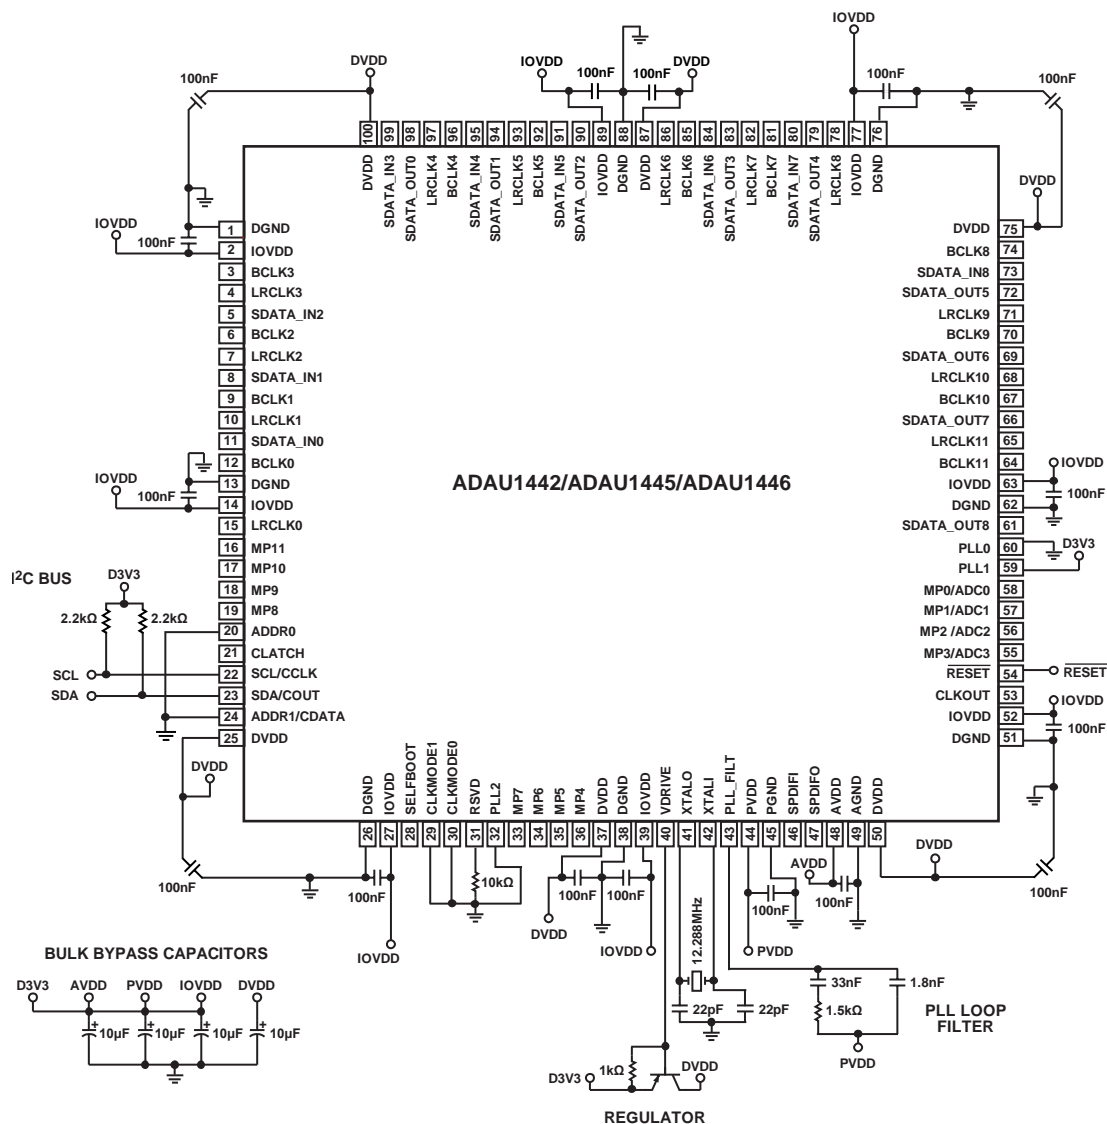 IOVDD
DVDD
IOVDD
DVDD
100nF
100nF
100nF
100nF
100nF
100 99 98 97 96 95 94 93 92 91 90 89 88 87 86 85 84 83 82 81 80 79 78 77 76
DVDD
SDATA_IN3
SDATA_OUT0
LRCLK4
BCLK4
SDATA_IN4
SDATA_OUT1
LRCLK5
BCLK5
SDATA_IN5
SDATA_OUT2
IOVDD
DGND
DVDD
LRCLK6
BCLK6
SDATA_IN6
SDATA_OUT3
LRCLK7
BCLK7
SDATA_IN7
SDATA_OUT4
LRCLK8
IOVDD
DGND
IOVDD
100nF
1 DGND
2 IOVDD
3 BCLK3
4 LRCLK3
5 SDATA_IN2
6 BCLK2
7 LRCLK2
8 SDATA_IN1
9 BCLK1
10 LRCLK1
11 SDATA_IN0
12 BCLK0
13 DGND
14 IOVDD
15 LRCLK0
16 MP11
17 MP10
18 MP9
19 MP8
20 ADDR0
21 CLATCH
22 SCL/CCLK
23 SDA/COUT
24 ADDR1/CDATA
25 DVDD
IOVDD
100nF
I2C BUS
D3V3
2.2kΩ
2.2kΩ
SCL
SDA
DVDD
100nF
ADAU1442/ADAU1445/ADAU1446
DVDD
DVDD 75
BCLK8 74
SDATA_IN8 73
SDATA_OUT5 72
LRCLK9 71
BCLK9 70
SDATA_OUT6 69
LRCLK10 68
BCLK10 67
SDATA_OUT7 66
LRCLK11 65
BCLK11 64
IOVDD 63
DGND 62
SDATA_OUT8 61
PLL0 60
PLL1 59
MP0/ADC0 58
MP1/ADC1 57
MP2 /ADC2 56
MP3/ADC3 55
RESET 54
CLKOUT 53
IOVDD 52
DGND 51
IOVDD
100nF
D3V3
RESET
IOVDD
100nF
DGND
IOVDD
SELFBOOT
CLKMODE1
CLKMODE0
RSVD
PLL2
MP7
MP6
MP5
MP4
DVDD
DGND
IOVDD
VDRIVE
XTALO
XTALI
PLL_FILT
PVDD
PGND
SPDIFI
SPDIFO
AVDD
AGND
DVDD
26 27 28 29 30 31 32 33 34 35 36 37 38 39 40 41 42 43 44 45 46 47 48 49 50
100nF
IOVDD
10kΩ
100nF
100nF
DVDD
IOVDD
12.288MHz
22pF
22pF
100nF
PVDD
AVDD
100nF
DVDD
100nF
BULK BYPASS CAPACITORS
D3V3 AVDD PVDD IOVDD DVDD
+ + + +
10µF 10µF 10µF 10µF
33nF
1.8nF
1.5kΩ
PVDD
PLL LOOP
FILTER
1kΩ
D3V3
DVDD
REGULATOR